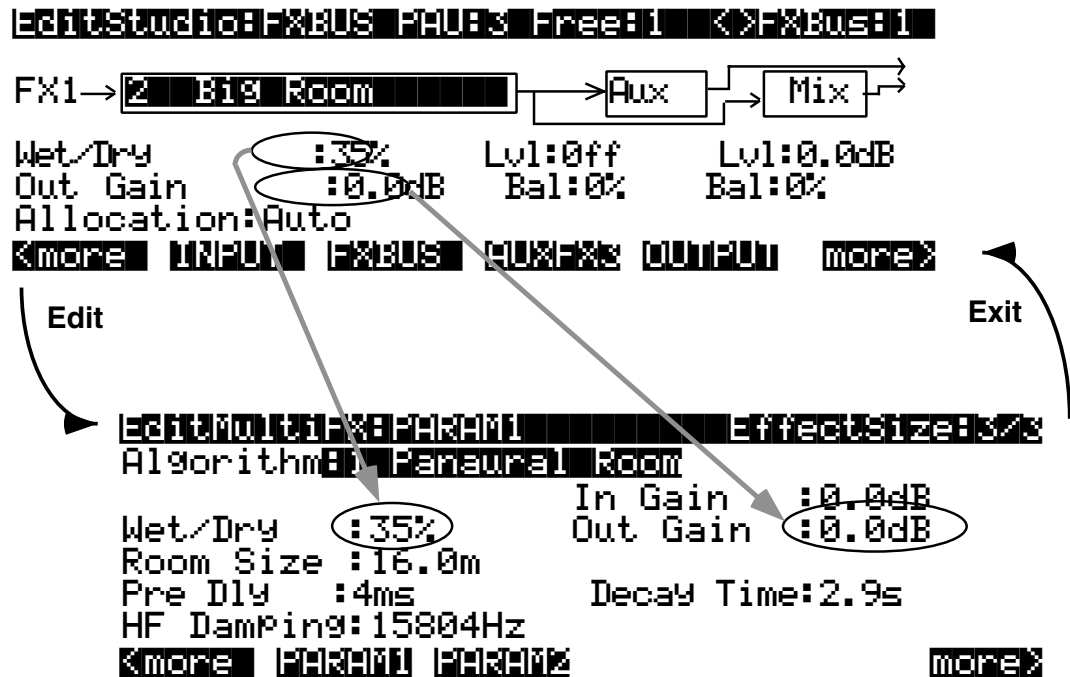 EditStudio:FXBUS PAU:3 Free:1 <>FXBus:1
FX1 2 Big Room Aux Mix
Wet/Dry :35% Lvl:Off Lvl:0.0dB
Out Gain :0.0dB Bal:0% Bal:0%
Allocation:Auto
<more INPUT FXBUS AUXFX3 OUTPUT more>
Edit
Exit
EditMultiFX:PARAM1 EffectSize:3/3
Algorithm:1 Panaural Room
In Gain :0.0dB
Wet/Dry :35% Out Gain :0.0dB
Room Size :16.0m
Pre Dly :4ms Decay Time:2.9s
HF Damping:15804Hz
<more PARAM1 PARAM2 more>